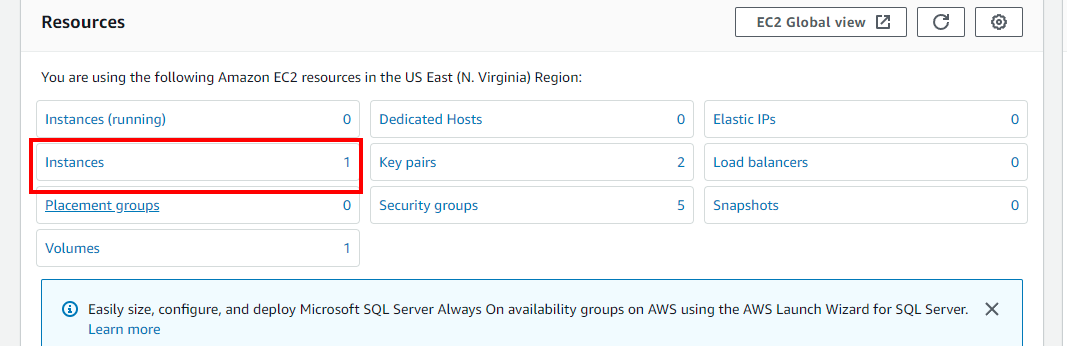 Resources
EC2 Global view
You are using the following Amazon EC2 resources in the US East (N. Virginia) Region:
Instances (running) 0 Dedicated Hosts 0 Elastic IPs 0
Instances 1 Key pairs 2 Load balancers 0
Placement groups 0 Security groups 5 Snapshots 0
Volumes 1
Easily size, configure, and deploy Microsoft SQL Server Always On availability groups on AWS using the AWS Launch Wizard for SQL Server.
Learn more